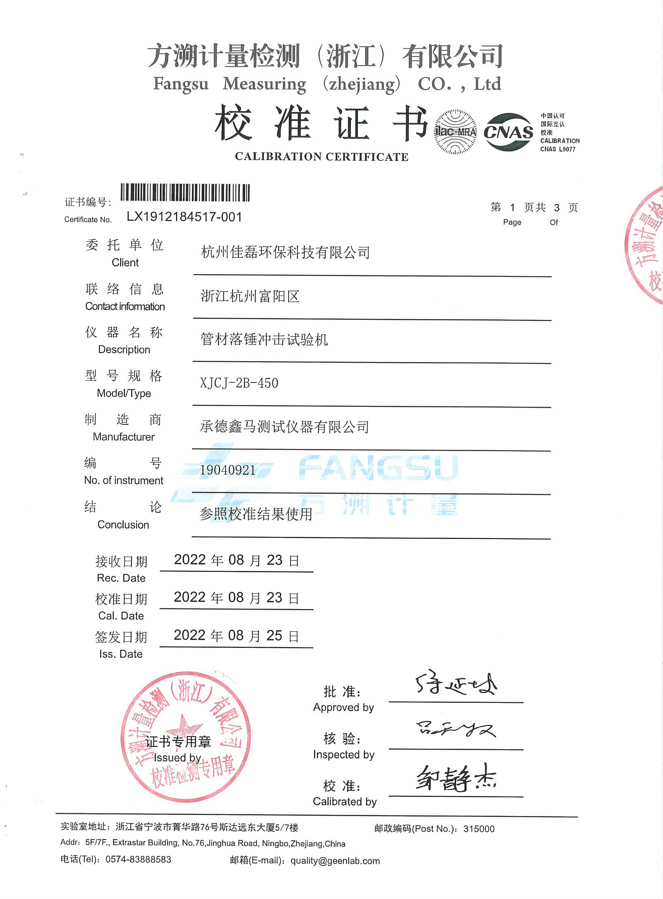 方溯计量检测（浙江）有限公司
Fangsu Measuring (zhejiang) CO. , Ltd
校准证书
CALIBRATION CERTIFICATE
ilac-MRA
CNAS
中国认可
国际互认
校准
CALIBRATION
CNAS L9077
证书编号:
Certificate No. LX1912184517-001
第 1 页共 3 页
Page Of
委托单位 杭州佳磊环保科技有限公司
Client
联络信息 浙江杭州富阳区
Contact information
仪器名称 管材落锤冲击试验机
Description
型号规格 XJCJ-2B-450
Model/Type
制造商 承德鑫马测试仪器有限公司
Manufacturer
编号 19040921
No. of instrument
FANGSU
方溯计量
结论 参照校准结果使用
Conclusion
接收日期 2022 年 08 月 23 日
Rec. Date
校准日期 2022 年 08 月 23 日
Cal. Date
签发日期 2022 年 08 月 25 日
Iss. Date
方溯计量检测（浙江）有限公司
证书专用章
Issued by
校准检测专用章
批准:
Approved by
核验:
Inspected by
校准: 邹静杰
Calibrated by
实验室地址: 浙江省宁波市菁华路76号斯达远东大厦5/7楼 邮政编码(Post No.): 315000
Addr: 5F/7F., Extrastar Building, No.76,Jinghua Road, Ningbo,Zhejiang,China
电话(Tel): 0574-83888583 邮箱(E-mail): quality@geenlab.com